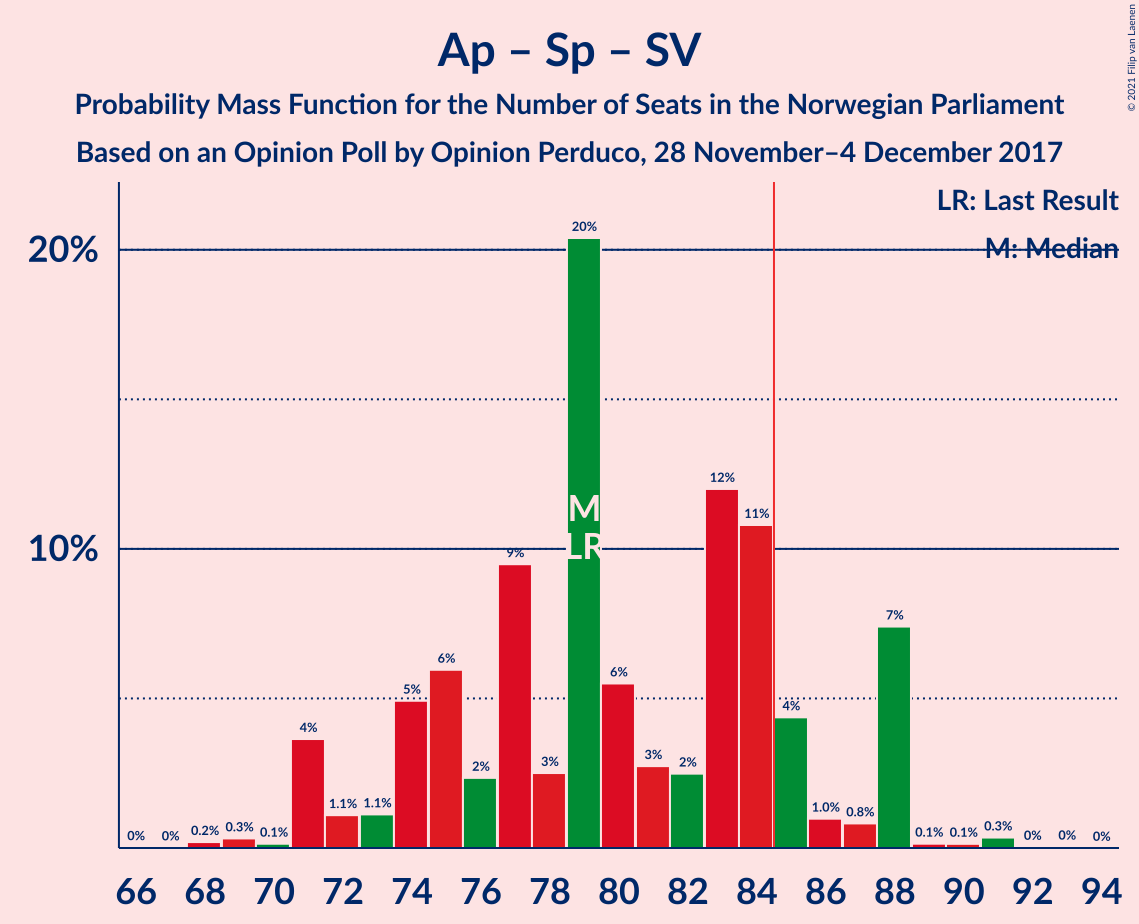 Ap – Sp – SV
Probability Mass Function for the Number of Seats in the Norwegian Parliament
Based on an Opinion Poll by Opinion Perduco, 28 November–4 December 2017
© 2021 Filip van Laenen
LR: Last Result
M: Median
20%
10%
0% 0% 0.2% 0.3% 0.1% 4% 1.1% 1.1% 5% 6% 2% 9% 3% 20% 6% 3% 2% 12% 11% 4% 1.0% 0.8% 7% 0.1% 0.1% 0.3% 0% 0% 0%
M
LR
66 68 70 72 74 76 78 80 82 84 86 88 90 92 94